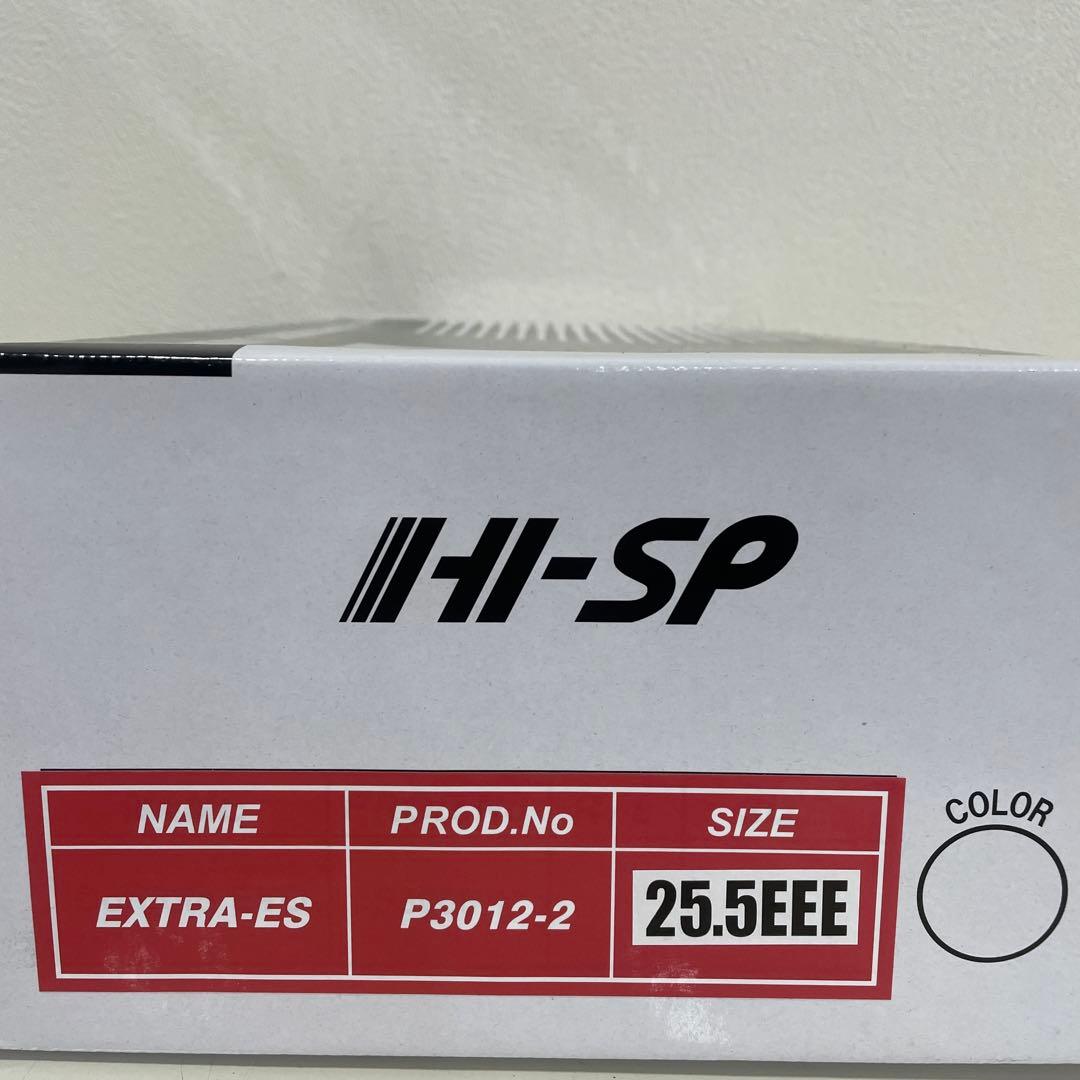 HI-SP
NAME PROD.No SIZE
EXTRA-ES P3012-2 25.5EEE
COLOR